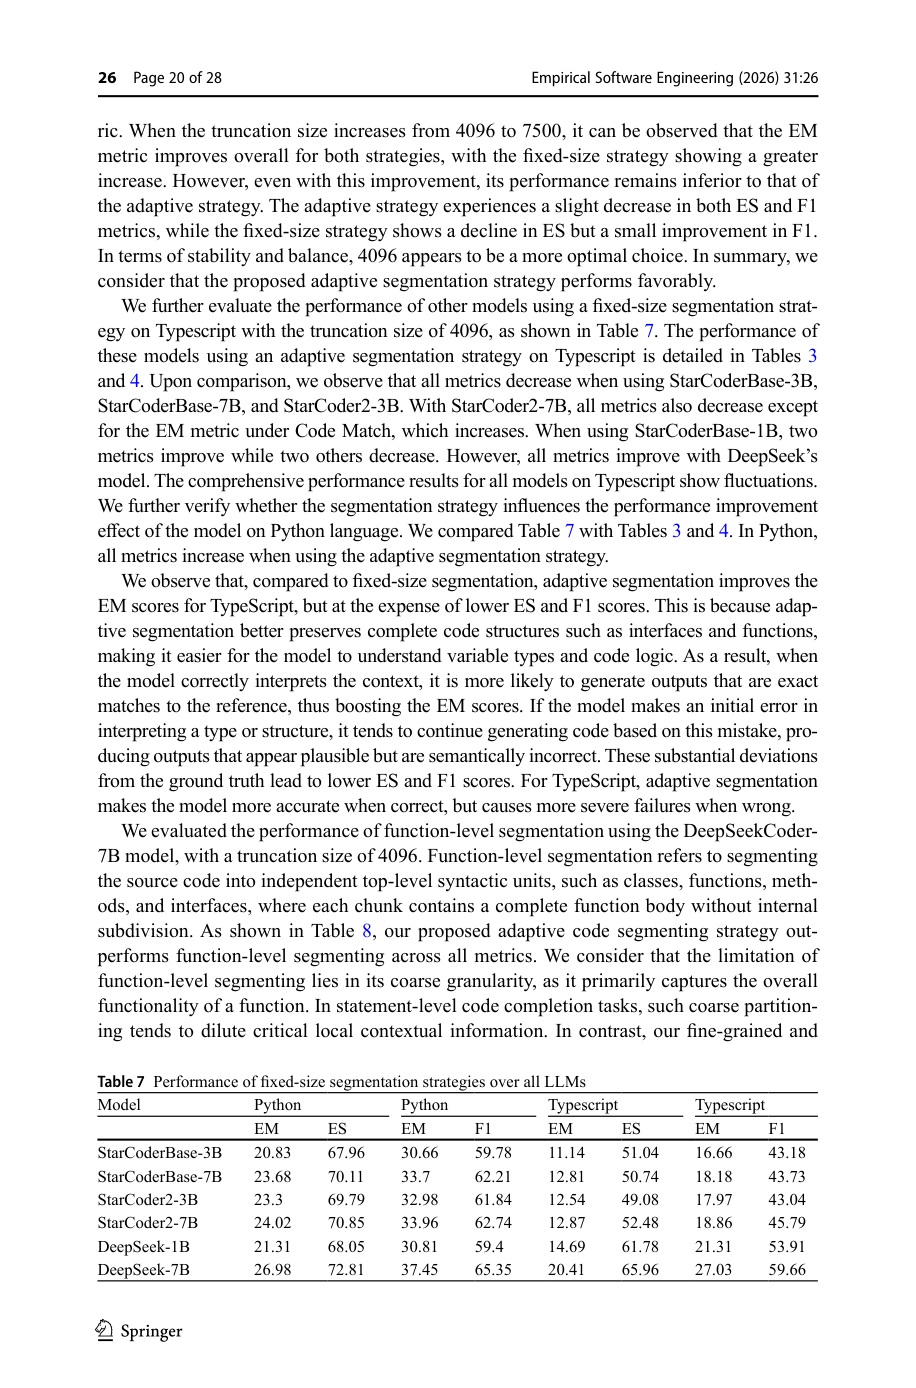 26 Page 20 of 28 Empirical Software Engineering (2026) 31:26
ric. When the truncation size increases from 4096 to 7500, it can be observed that the EM
metric improves overall for both strategies, with the fixed-size strategy showing a greater
increase. However, even with this improvement, its performance remains inferior to that of
the adaptive strategy. The adaptive strategy experiences a slight decrease in both ES and F1
metrics, while the fixed-size strategy shows a decline in ES but a small improvement in F1.
In terms of stability and balance, 4096 appears to be a more optimal choice. In summary, we
consider that the proposed adaptive segmentation strategy performs favorably.
We further evaluate the performance of other models using a fixed-size segmentation strat-
egy on Typescript with the truncation size of 4096, as shown in Table 7. The performance of
these models using an adaptive segmentation strategy on Typescript is detailed in Tables 3
and 4. Upon comparison, we observe that all metrics decrease when using StarCoderBase-3B,
StarCoderBase-7B, and StarCoder2-3B. With StarCoder2-7B, all metrics also decrease except
for the EM metric under Code Match, which increases. When using StarCoderBase-1B, two
metrics improve while two others decrease. However, all metrics improve with DeepSeek's
model. The comprehensive performance results for all models on Typescript show fluctuations.
We further verify whether the segmentation strategy influences the performance improvement
effect of the model on Python language. We compared Table 7 with Tables 3 and 4. In Python,
all metrics increase when using the adaptive segmentation strategy.
We observe that, compared to fixed-size segmentation, adaptive segmentation improves the
EM scores for TypeScript, but at the expense of lower ES and F1 scores. This is because adap-
tive segmentation better preserves complete code structures such as interfaces and functions,
making it easier for the model to understand variable types and code logic. As a result, when
the model correctly interprets the context, it is more likely to generate outputs that are exact
matches to the reference, thus boosting the EM scores. If the model makes an initial error in
interpreting a type or structure, it tends to continue generating code based on this mistake, pro-
ducing outputs that appear plausible but are semantically incorrect. These substantial deviations
from the ground truth lead to lower ES and F1 scores. For TypeScript, adaptive segmentation
makes the model more accurate when correct, but causes more severe failures when wrong.
We evaluated the performance of function-level segmentation using the DeepSeekCoder-
7B model, with a truncation size of 4096. Function-level segmentation refers to segmenting
the source code into independent top-level syntactic units, such as classes, functions, meth-
ods, and interfaces, where each chunk contains a complete function body without internal
subdivision. As shown in Table 8, our proposed adaptive code segmenting strategy out-
performs function-level segmenting across all metrics. We consider that the limitation of
function-level segmenting lies in its coarse granularity, as it primarily captures the overall
functionality of a function. In statement-level code completion tasks, such coarse partition-
ing tends to dilute critical local contextual information. In contrast, our fine-grained and
Table 7 Performance of fixed-size segmentation strategies over all LLMs
Model Python Python Typescript Typescript
EM ES EM F1 EM ES EM F1
StarCoderBase-3B 20.83 67.96 30.66 59.78 11.14 51.04 16.66 43.18
StarCoderBase-7B 23.68 70.11 33.7 62.21 12.81 50.74 18.18 43.73
StarCoder2-3B 23.3 69.79 32.98 61.84 12.54 49.08 17.97 43.04
StarCoder2-7B 24.02 70.85 33.96 62.74 12.87 52.48 18.86 45.79
DeepSeek-1B 21.31 68.05 30.81 59.4 14.69 61.78 21.31 53.91
DeepSeek-7B 26.98 72.81 37.45 65.35 20.41 65.96 27.03 59.66
Springer